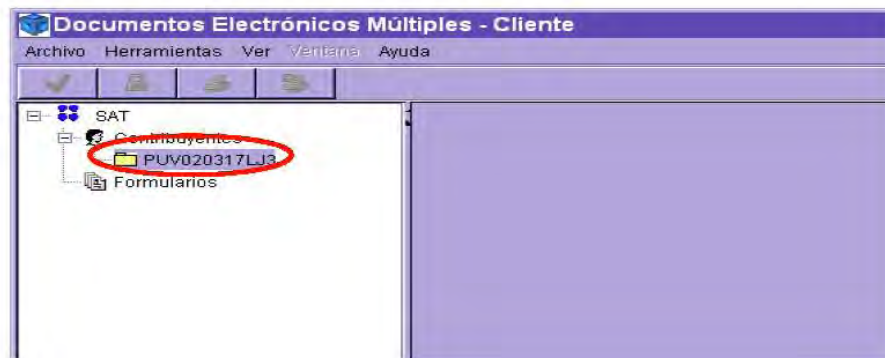 Documentos Electrónicos Múltiples - Cliente
Archivo Herramientas Ver Ventana Ayuda
SAT
Contribuyentes
PUV020317LJ3
Formularios